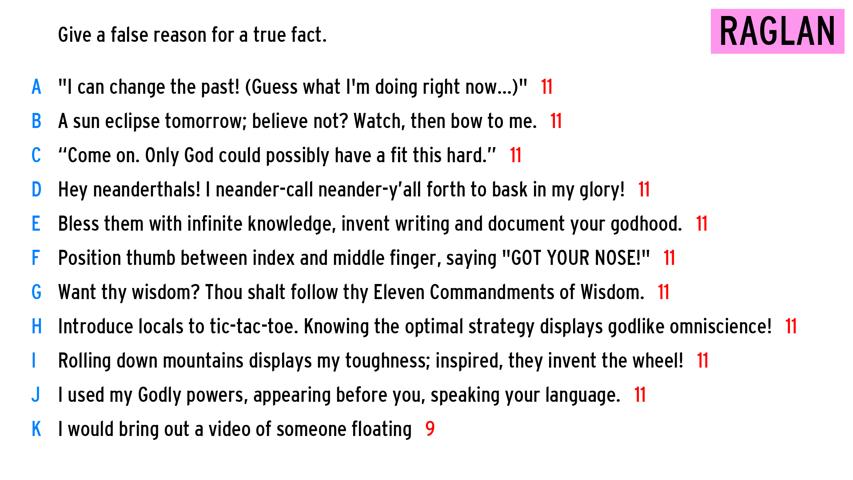 Give a false reason for a true fact.
RAGLAN
A "I can change the past! (Guess what I'm doing right now...)" 11
B A sun eclipse tomorrow; believe not? Watch, then bow to me. 11
C “Come on. Only God could possibly have a fit this hard.” 11
D Hey neanderthals! I neander-call neander-y’all forth to bask in my glory! 11
E Bless them with infinite knowledge, invent writing and document your godhood. 11
F Position thumb between index and middle finger, saying "GOT YOUR NOSE!" 11
G Want thy wisdom? Thou shalt follow thy Eleven Commandments of Wisdom. 11
H Introduce locals to tic-tac-toe. Knowing the optimal strategy displays godlike omniscience! 11
I Rolling down mountains displays my toughness; inspired, they invent the wheel! 11
J I used my Godly powers, appearing before you, speaking your language. 11
K I would bring out a video of someone floating 9